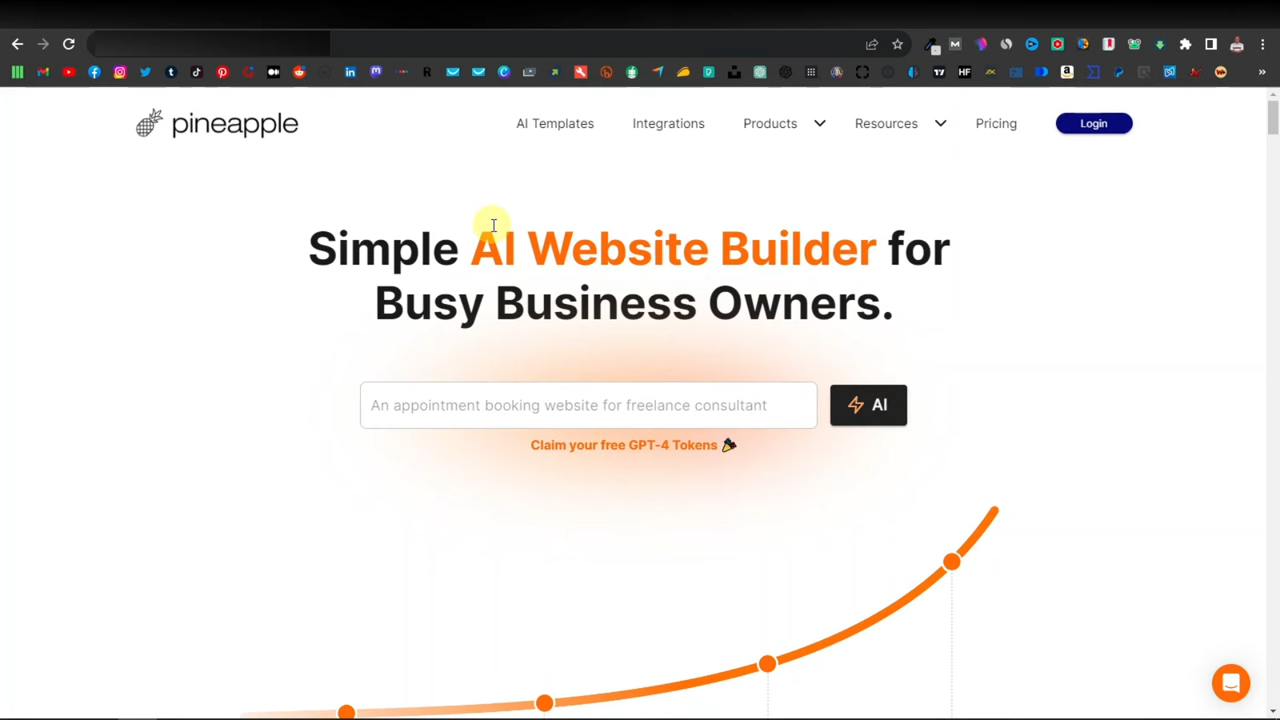 pineapple
AI Templates
Integrations
Products
Resources
Pricing
Login
Simple AI Website Builder for
Busy Business Owners.
An appointment booking website for freelance consultant
AI
Claim your free GPT-4 Tokens